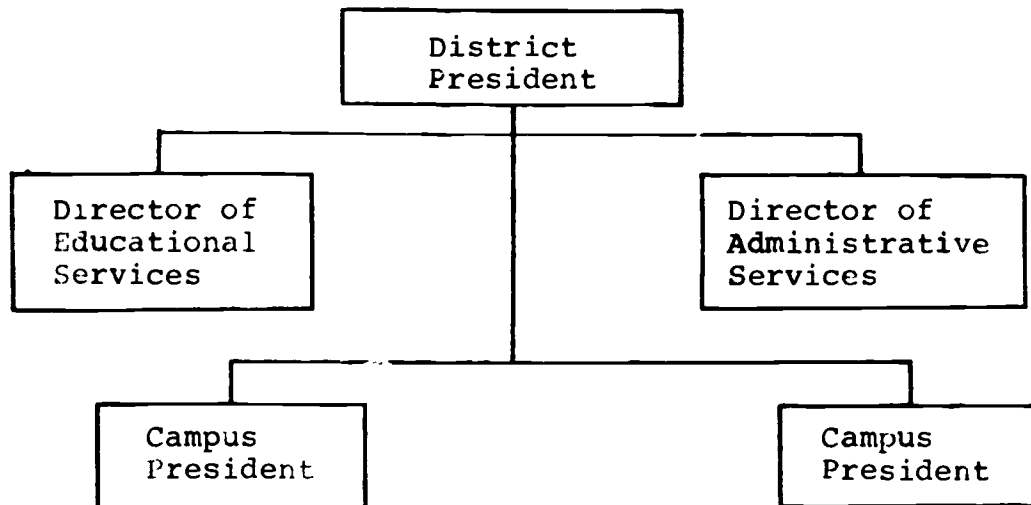 District
President
Director of
Educational
Services
Director of
Administrative
Services
Campus
President
Campus
President